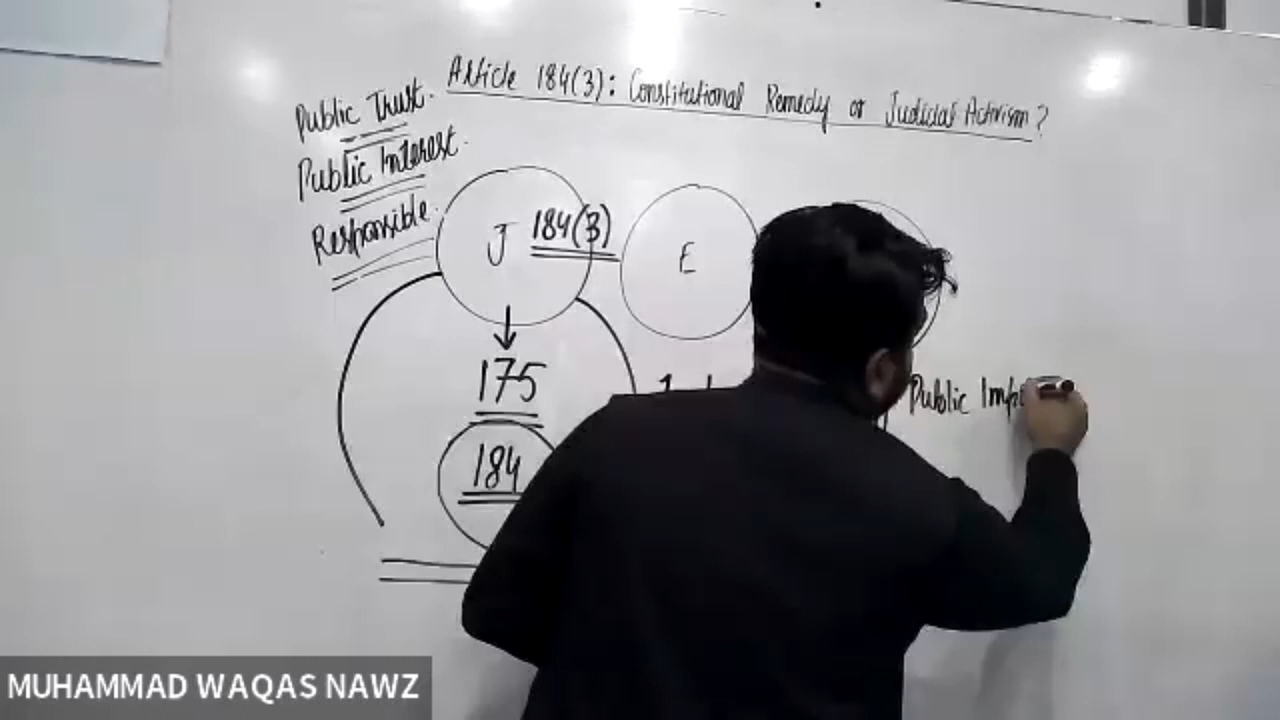 Article 184(3): Constitutional Remedy or Judicial Activism?
Public Trust.
Public Interest.
Responsible.
J
184(3)
E
175
184
Public Imp
MUHAMMAD WAQAS NAWZ